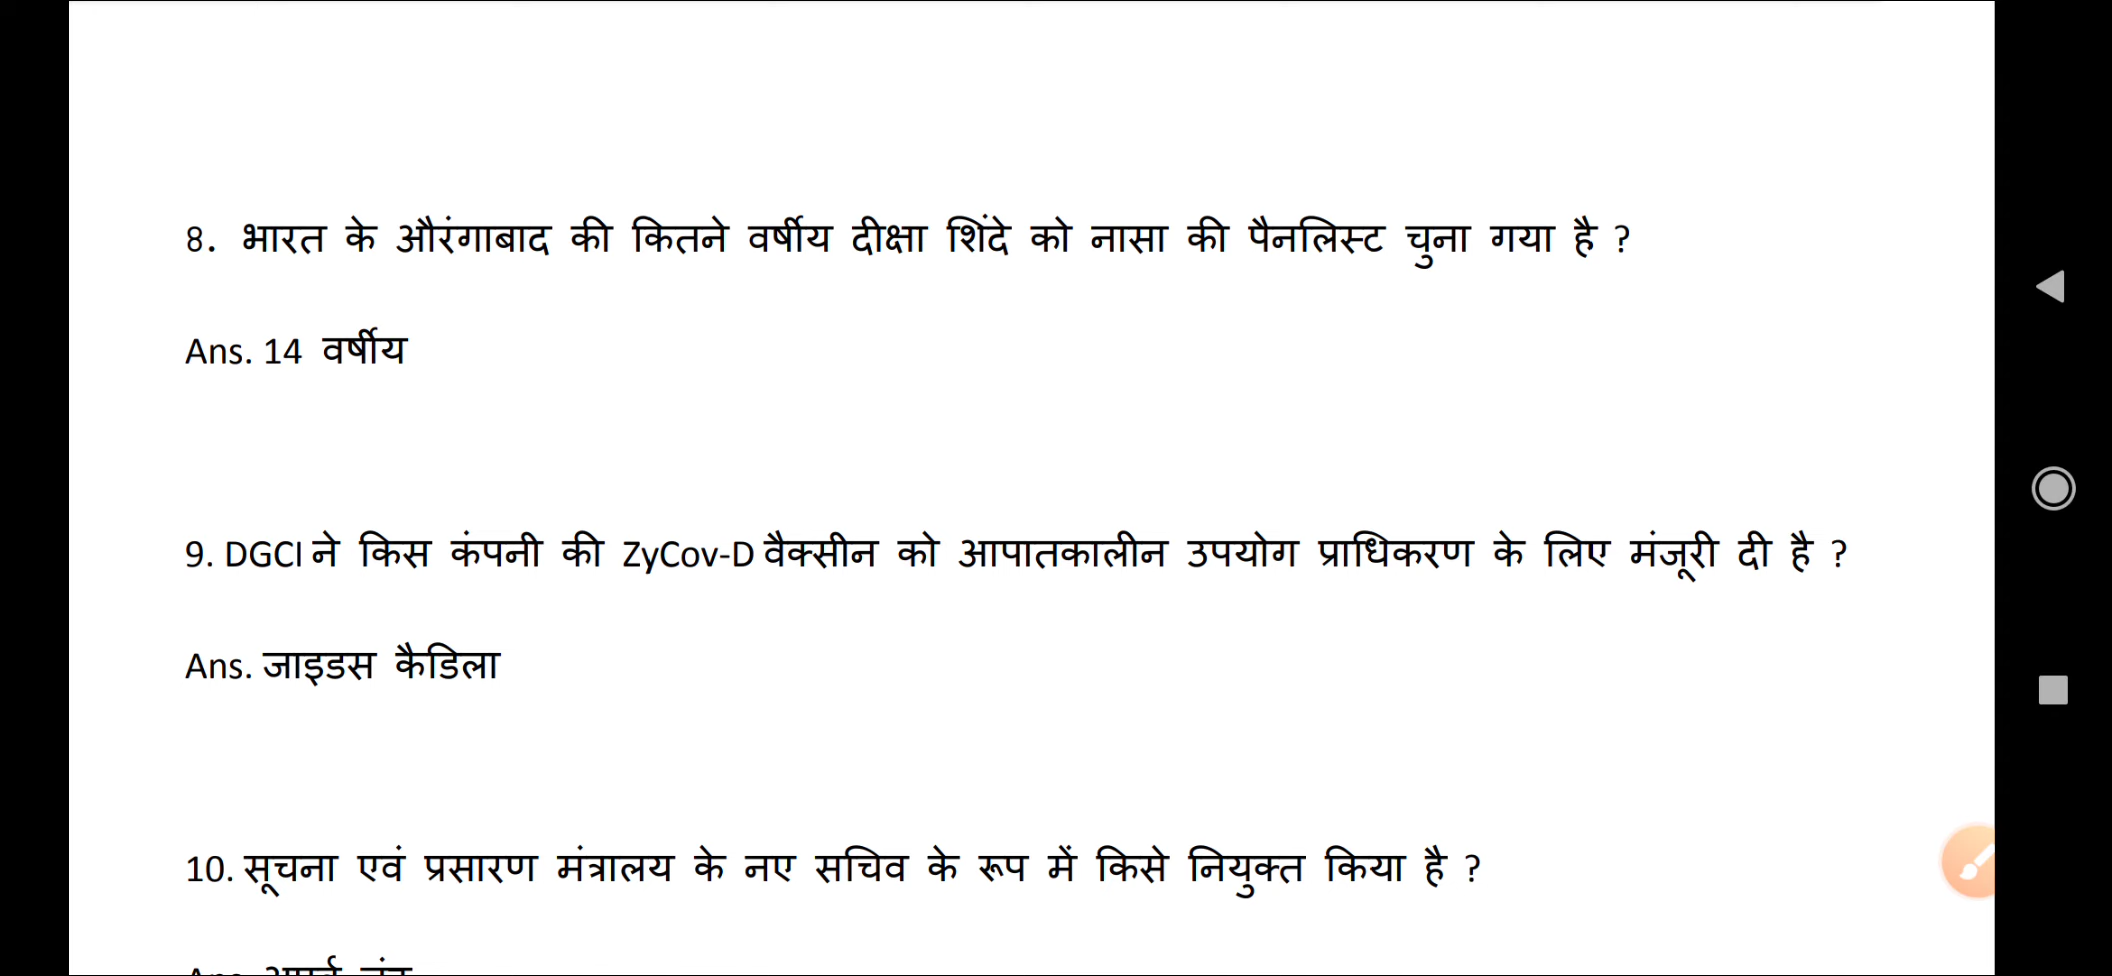 8. भारत के औरंगाबाद की कितने वर्षीय दीक्षा शिंदे को नासा की पैनलिस्ट चुना गया है ?
Ans. 14 वर्षीय
9. DGCI ने किस कंपनी की ZyCov-D वैक्सीन को आपातकालीन उपयोग प्राधिकरण के लिए मंजूरी दी है ?
Ans. जाइडस कैडिला
10. सूचना एवं प्रसारण मंत्रालय के नए सचिव के रूप में किसे नियुक्त किया है ?